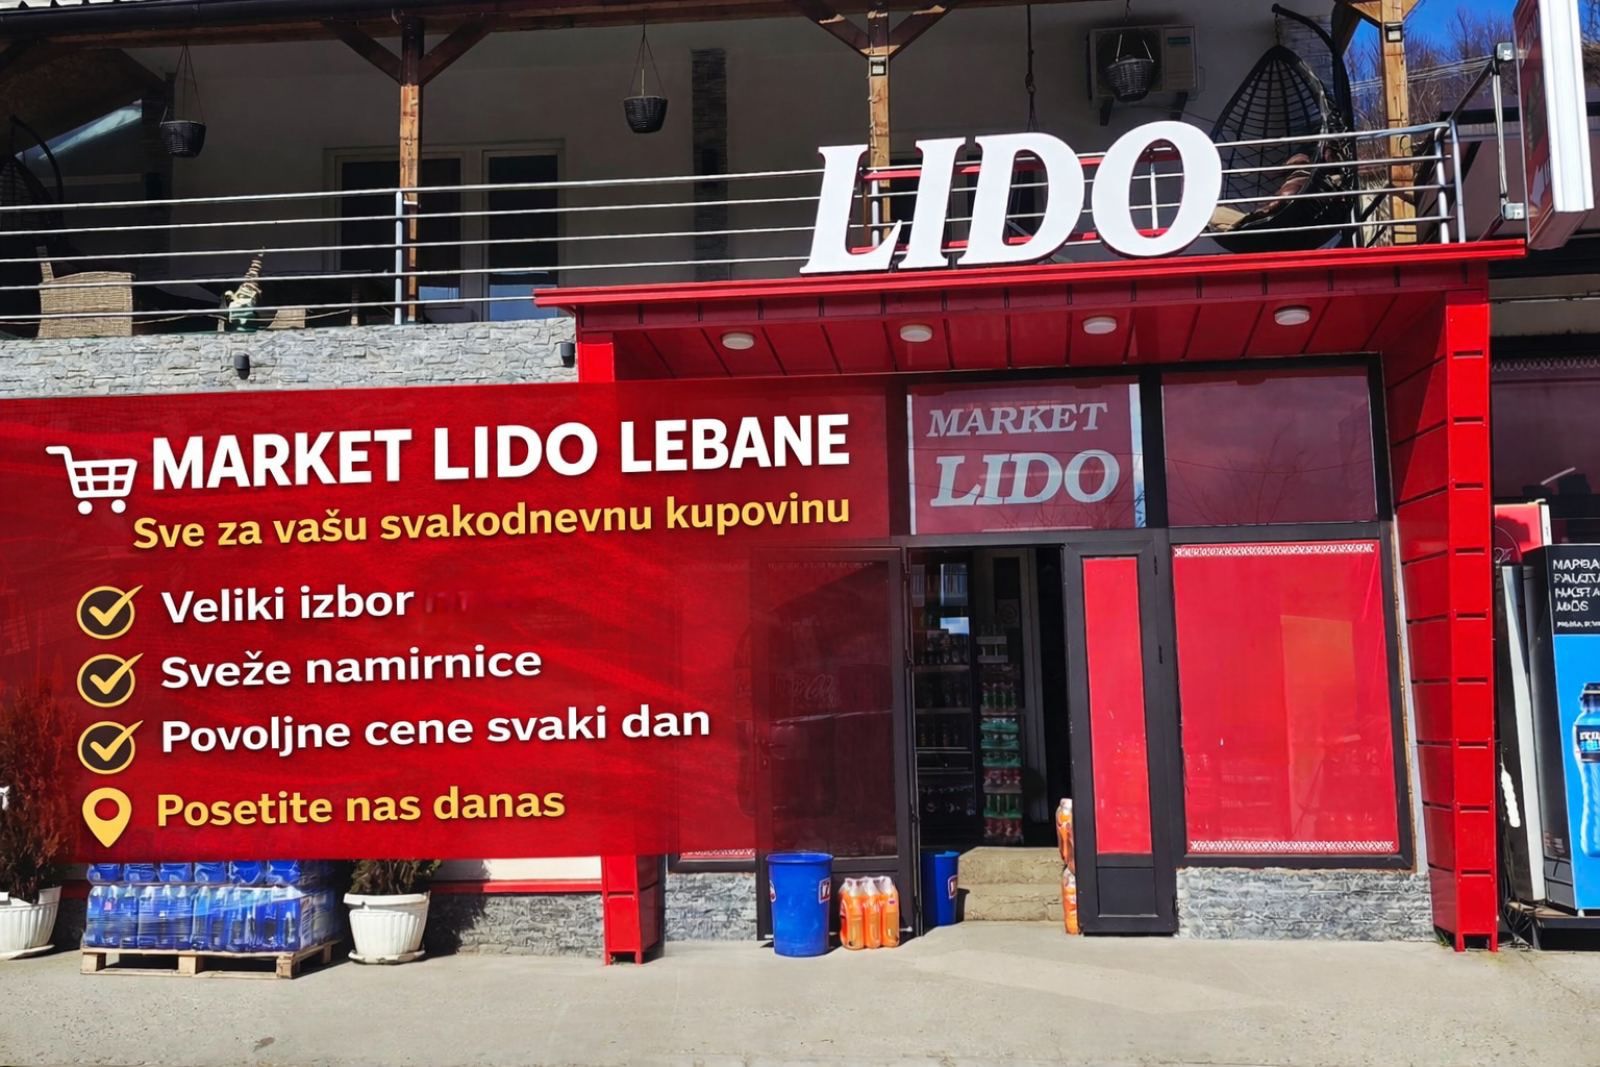 LIDO
MARKET
LIDO
MARKET LIDO LEBANE
Sve za vašu svakodnevnu kupovinu
Veliki izbor
Sveže namirnice
Povoljne cene svaki dan
Posetite nas danas